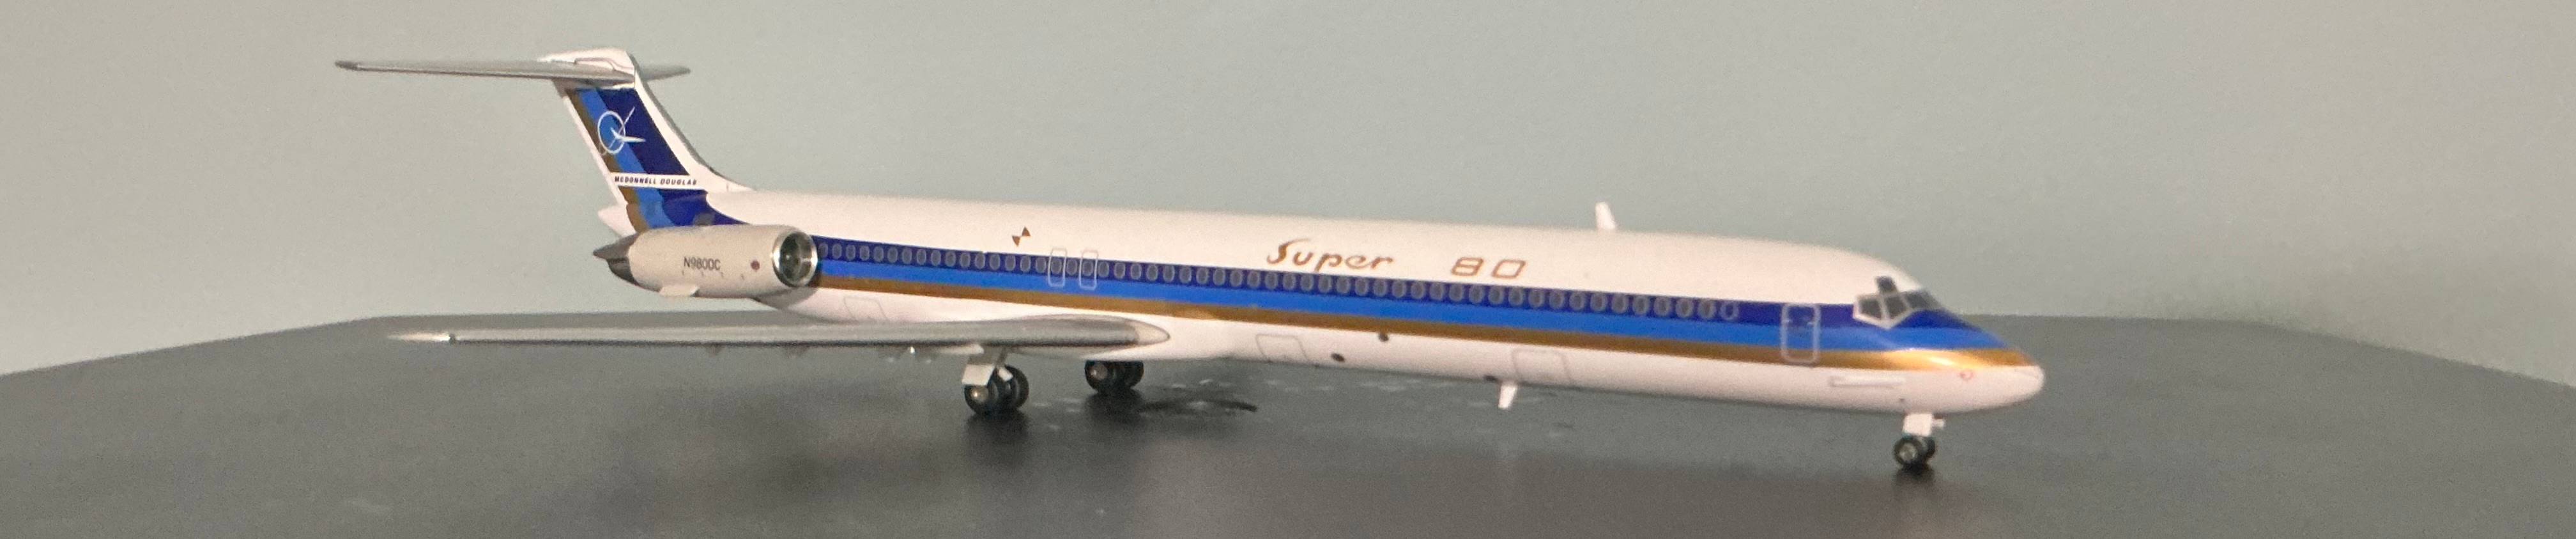 MCDONNELL DOUGLAS
N980DC
Super 80